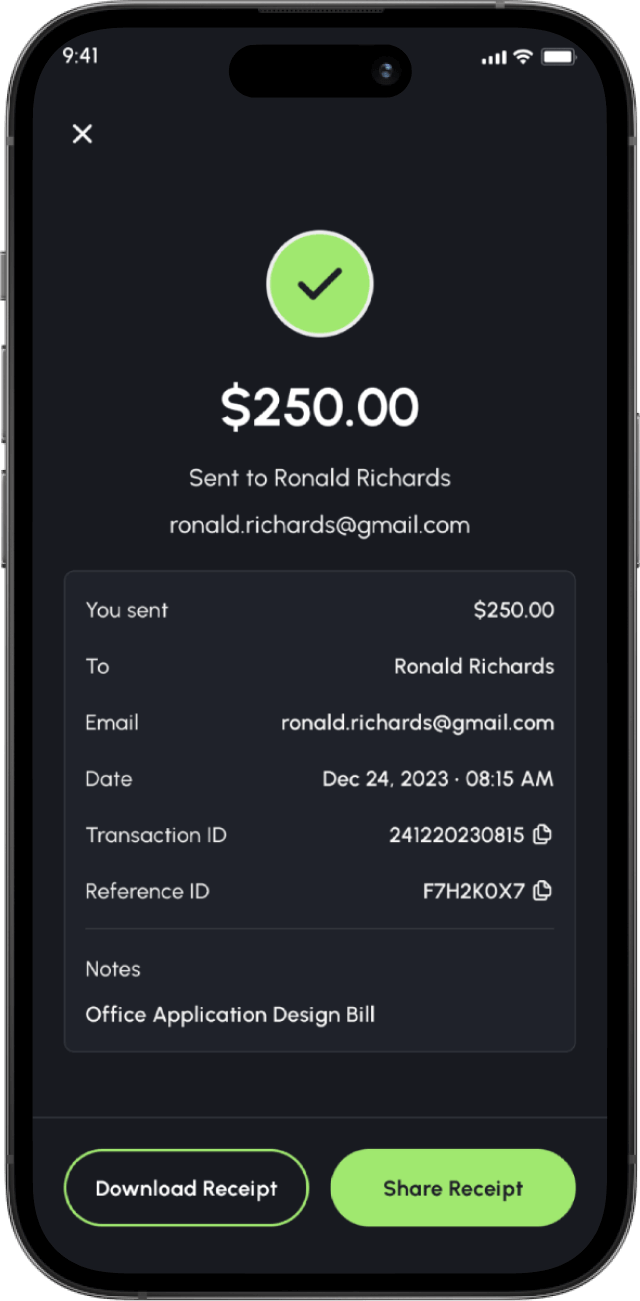 9:41
$250.00
Sent to Ronald Richards
ronald.richards@gmail.com
You sent $250.00
To Ronald Richards
Email ronald.richards@gmail.com
Date Dec 24, 2023 · 08:15 AM
Transaction ID 241220230815
Reference ID F7H2K0X7
Notes
Office Application Design Bill
Download Receipt Share Receipt